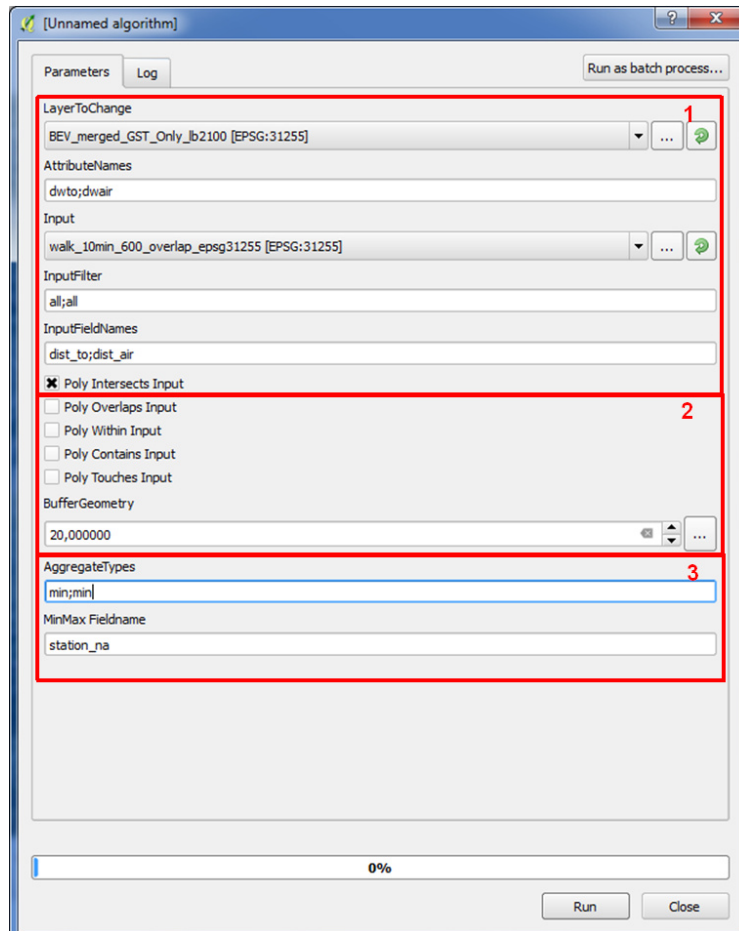 [Unnamed algorithm]
Parameters
Log
Run as batch process...
LayerToChange
1
BEV_merged_GST_Only_lb2100 [EPSG:31255]
...
AttributeNames
dwto;dwair
Input
walk_10min_600_overlap_epsg31255 [EPSG:31255]
...
InputFilter
all;all
InputFieldNames
dist_to;dist_air
Poly Intersects Input
Poly Overlaps Input
2
Poly Within Input
Poly Contains Input
Poly Touches Input
BufferGeometry
20,000000
...
AggregateTypes
3
min;min
MinMax Fieldname
station_na
0%
Run
Close